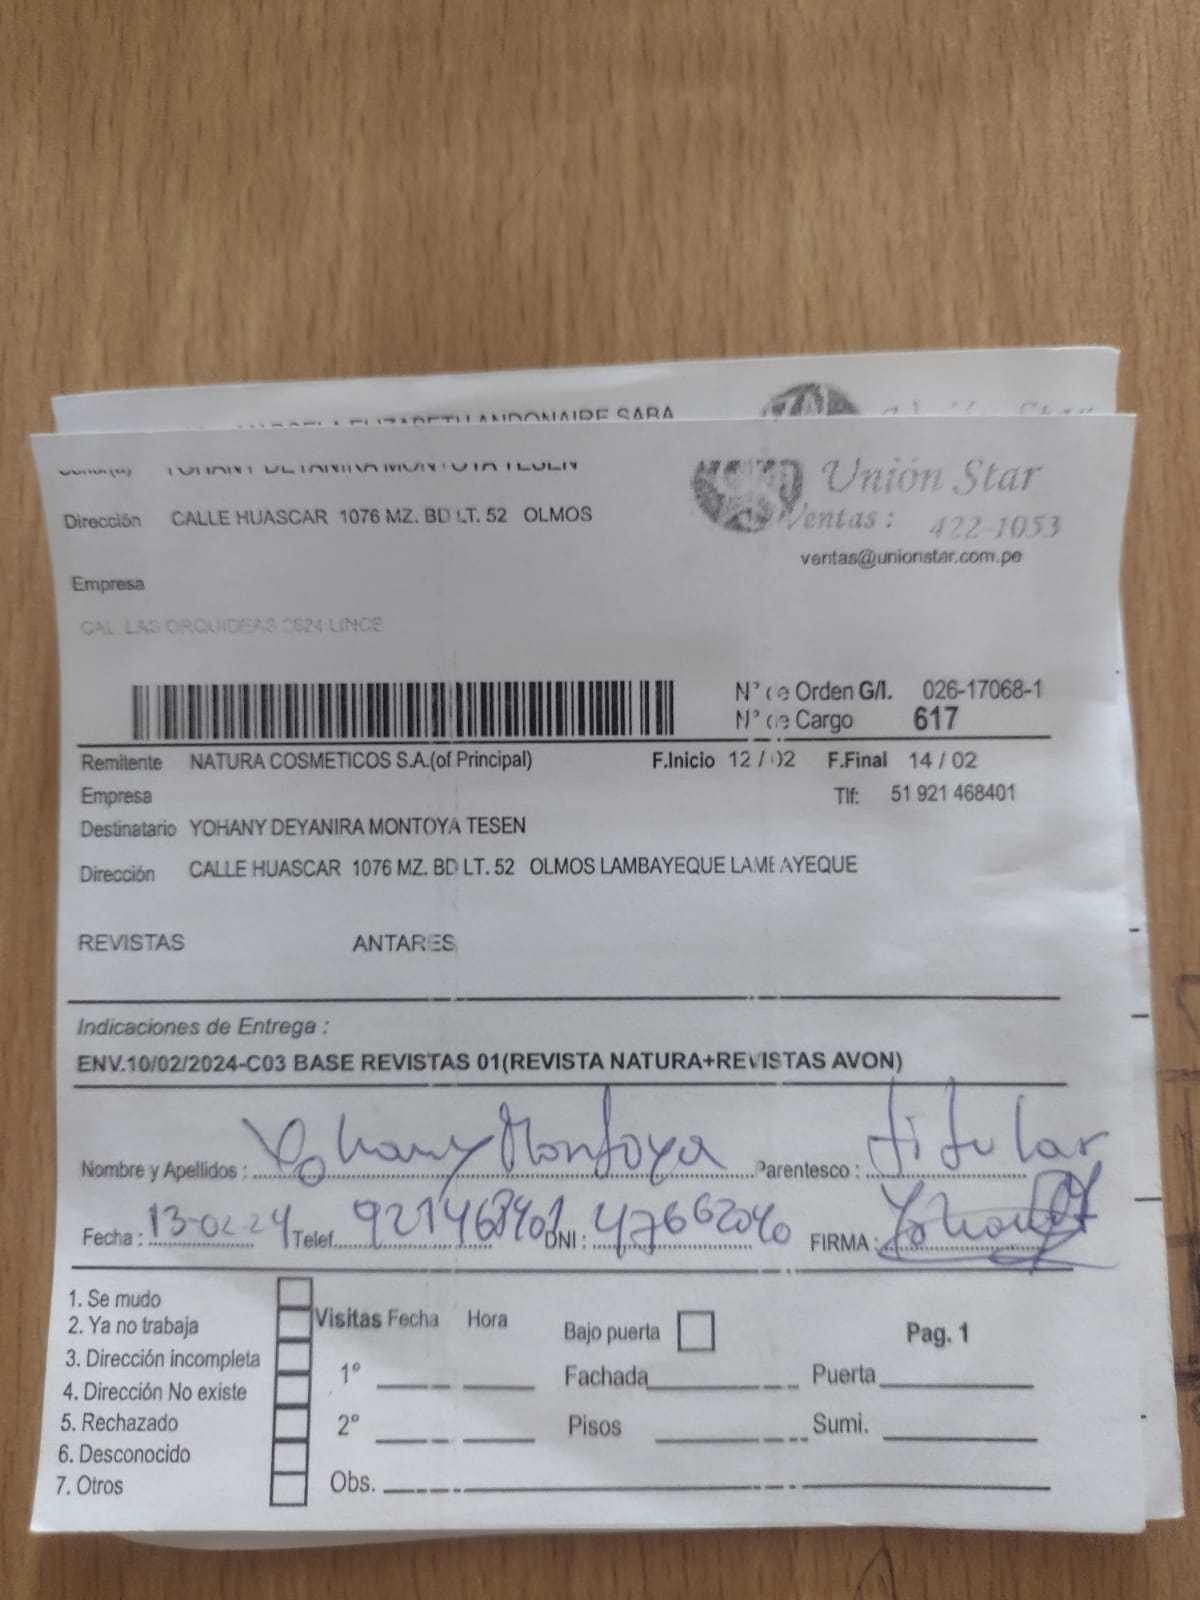 YOHANY DEYANIRA MONTOYA TESEN
Unión Star
Dirección CALLE HUASCAR 1076 MZ. BD LT. 52 OLMOS
Ventas : 422-1053
ventas@unionstar.com.pe
Empresa
CAL. LAS ORQUIDEAS 2624 LINCE
N° de Orden G/I. 026-17068-1
N° de Cargo 617
Remitente NATURA COSMETICOS S.A.(of Principal) F.Inicio 12 / 02 F.Final 14 / 02
Empresa Tlf: 51 921 468401
Destinatario YOHANY DEYANIRA MONTOYA TESEN
Dirección CALLE HUASCAR 1076 MZ. BD LT. 52 OLMOS LAMBAYEQUE LAMBAYEQUE
REVISTAS ANTARES
Indicaciones de Entrega :
ENV.10/02/2024-C03 BASE REVISTAS 01(REVISTA NATURA+REVISTAS AVON)
Nombre y Apellidos : Yohany Montoya Parentesco : titular
Fecha : 13-02-24 Telef. 921468401 DNI : 47662040 FIRMA :
1. Se mudo
2. Ya no trabaja
3. Dirección incompleta
4. Dirección No existe
5. Rechazado
6. Desconocido
7. Otros
Visitas Fecha Hora Bajo puerta Pag. 1
1° Fachada Puerta
2° Pisos Sumi.
Obs.